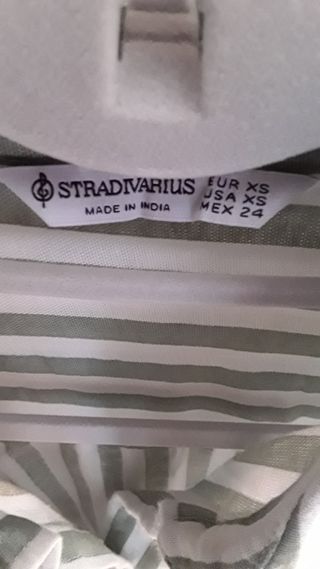 STRADIVARIUS
MADE IN INDIA
EUR XS
USA XS
MEX 24